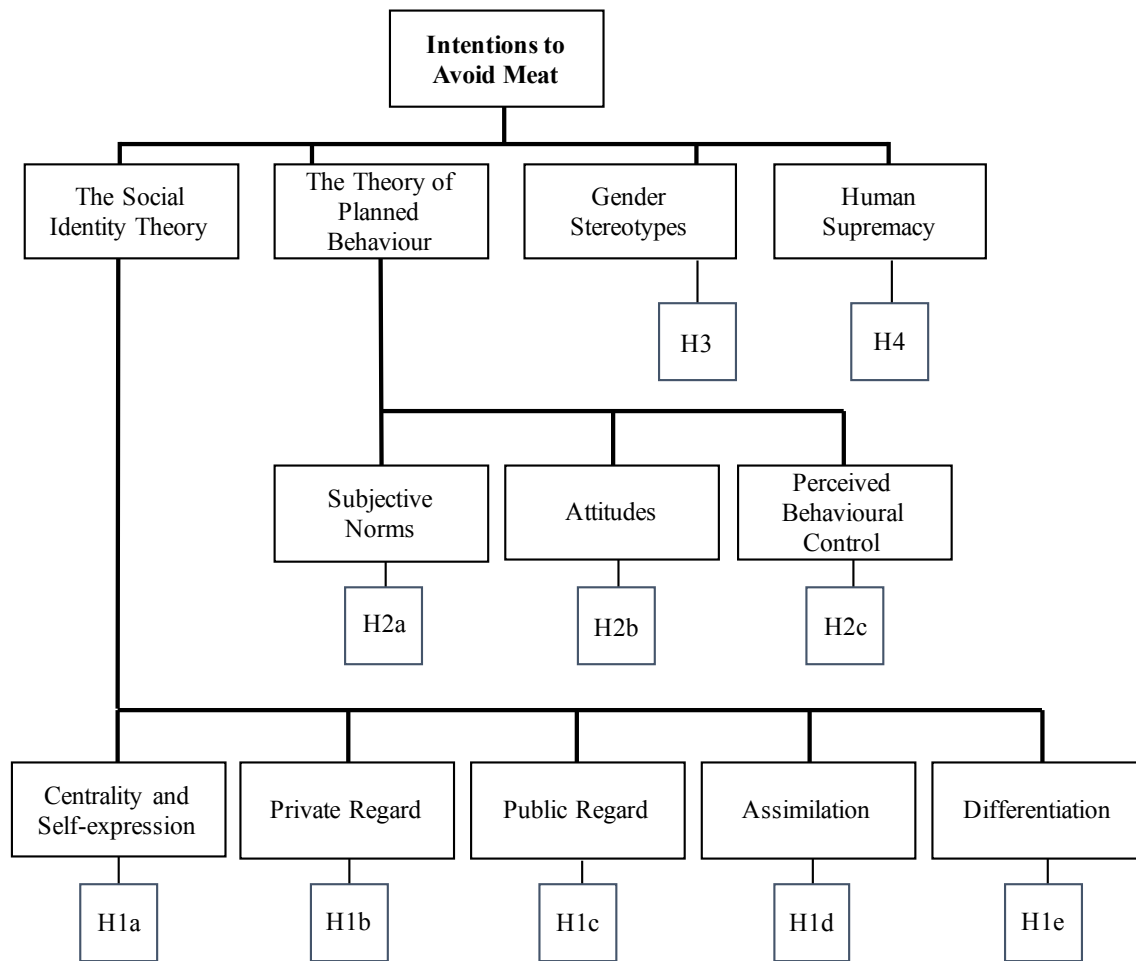 Intentions to
Avoid Meat
The Social
Identity Theory
The Theory of
Planned
Behaviour
Gender
Stereotypes
Human
Supremacy
H3
H4
Subjective
Norms
Attitudes
Perceived
Behavioural
Control
H2a
H2b
H2c
Centrality and
Self-expression
Private Regard
Public Regard
Assimilation
Differentiation
H1a
H1b
H1c
H1d
H1e